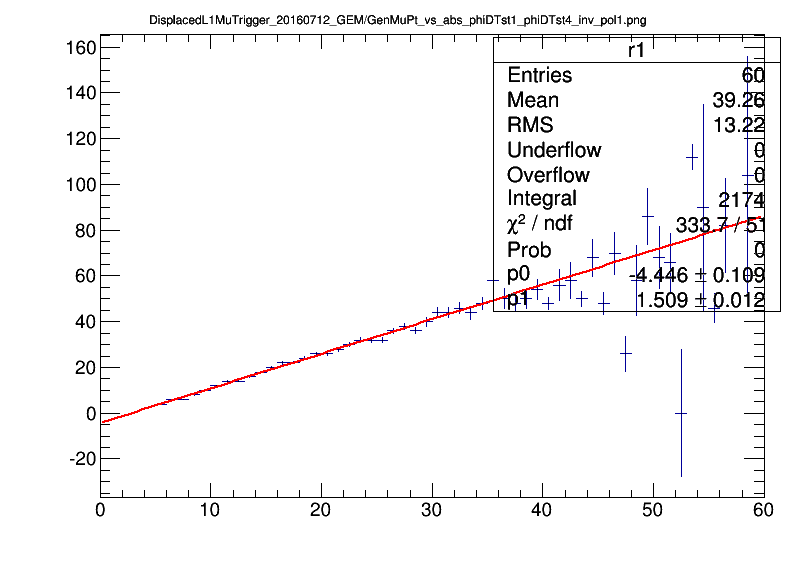 DisplacedL1MuTrigger_20160712_GEM/GenMuPt_vs_abs_phiDTst1_phiDTst4_inv_pol1.png
r1
Entries 60
Mean 39.26
RMS 13.22
Underflow 0
Overflow 0
Integral 2174
χ² / ndf 333.7 / 51
Prob 0
p0 -4.446 ± 0.109
p1 1.509 ± 0.012
160
140
120
100
80
60
40
20
0
-20
0 10 20 30 40 50 60